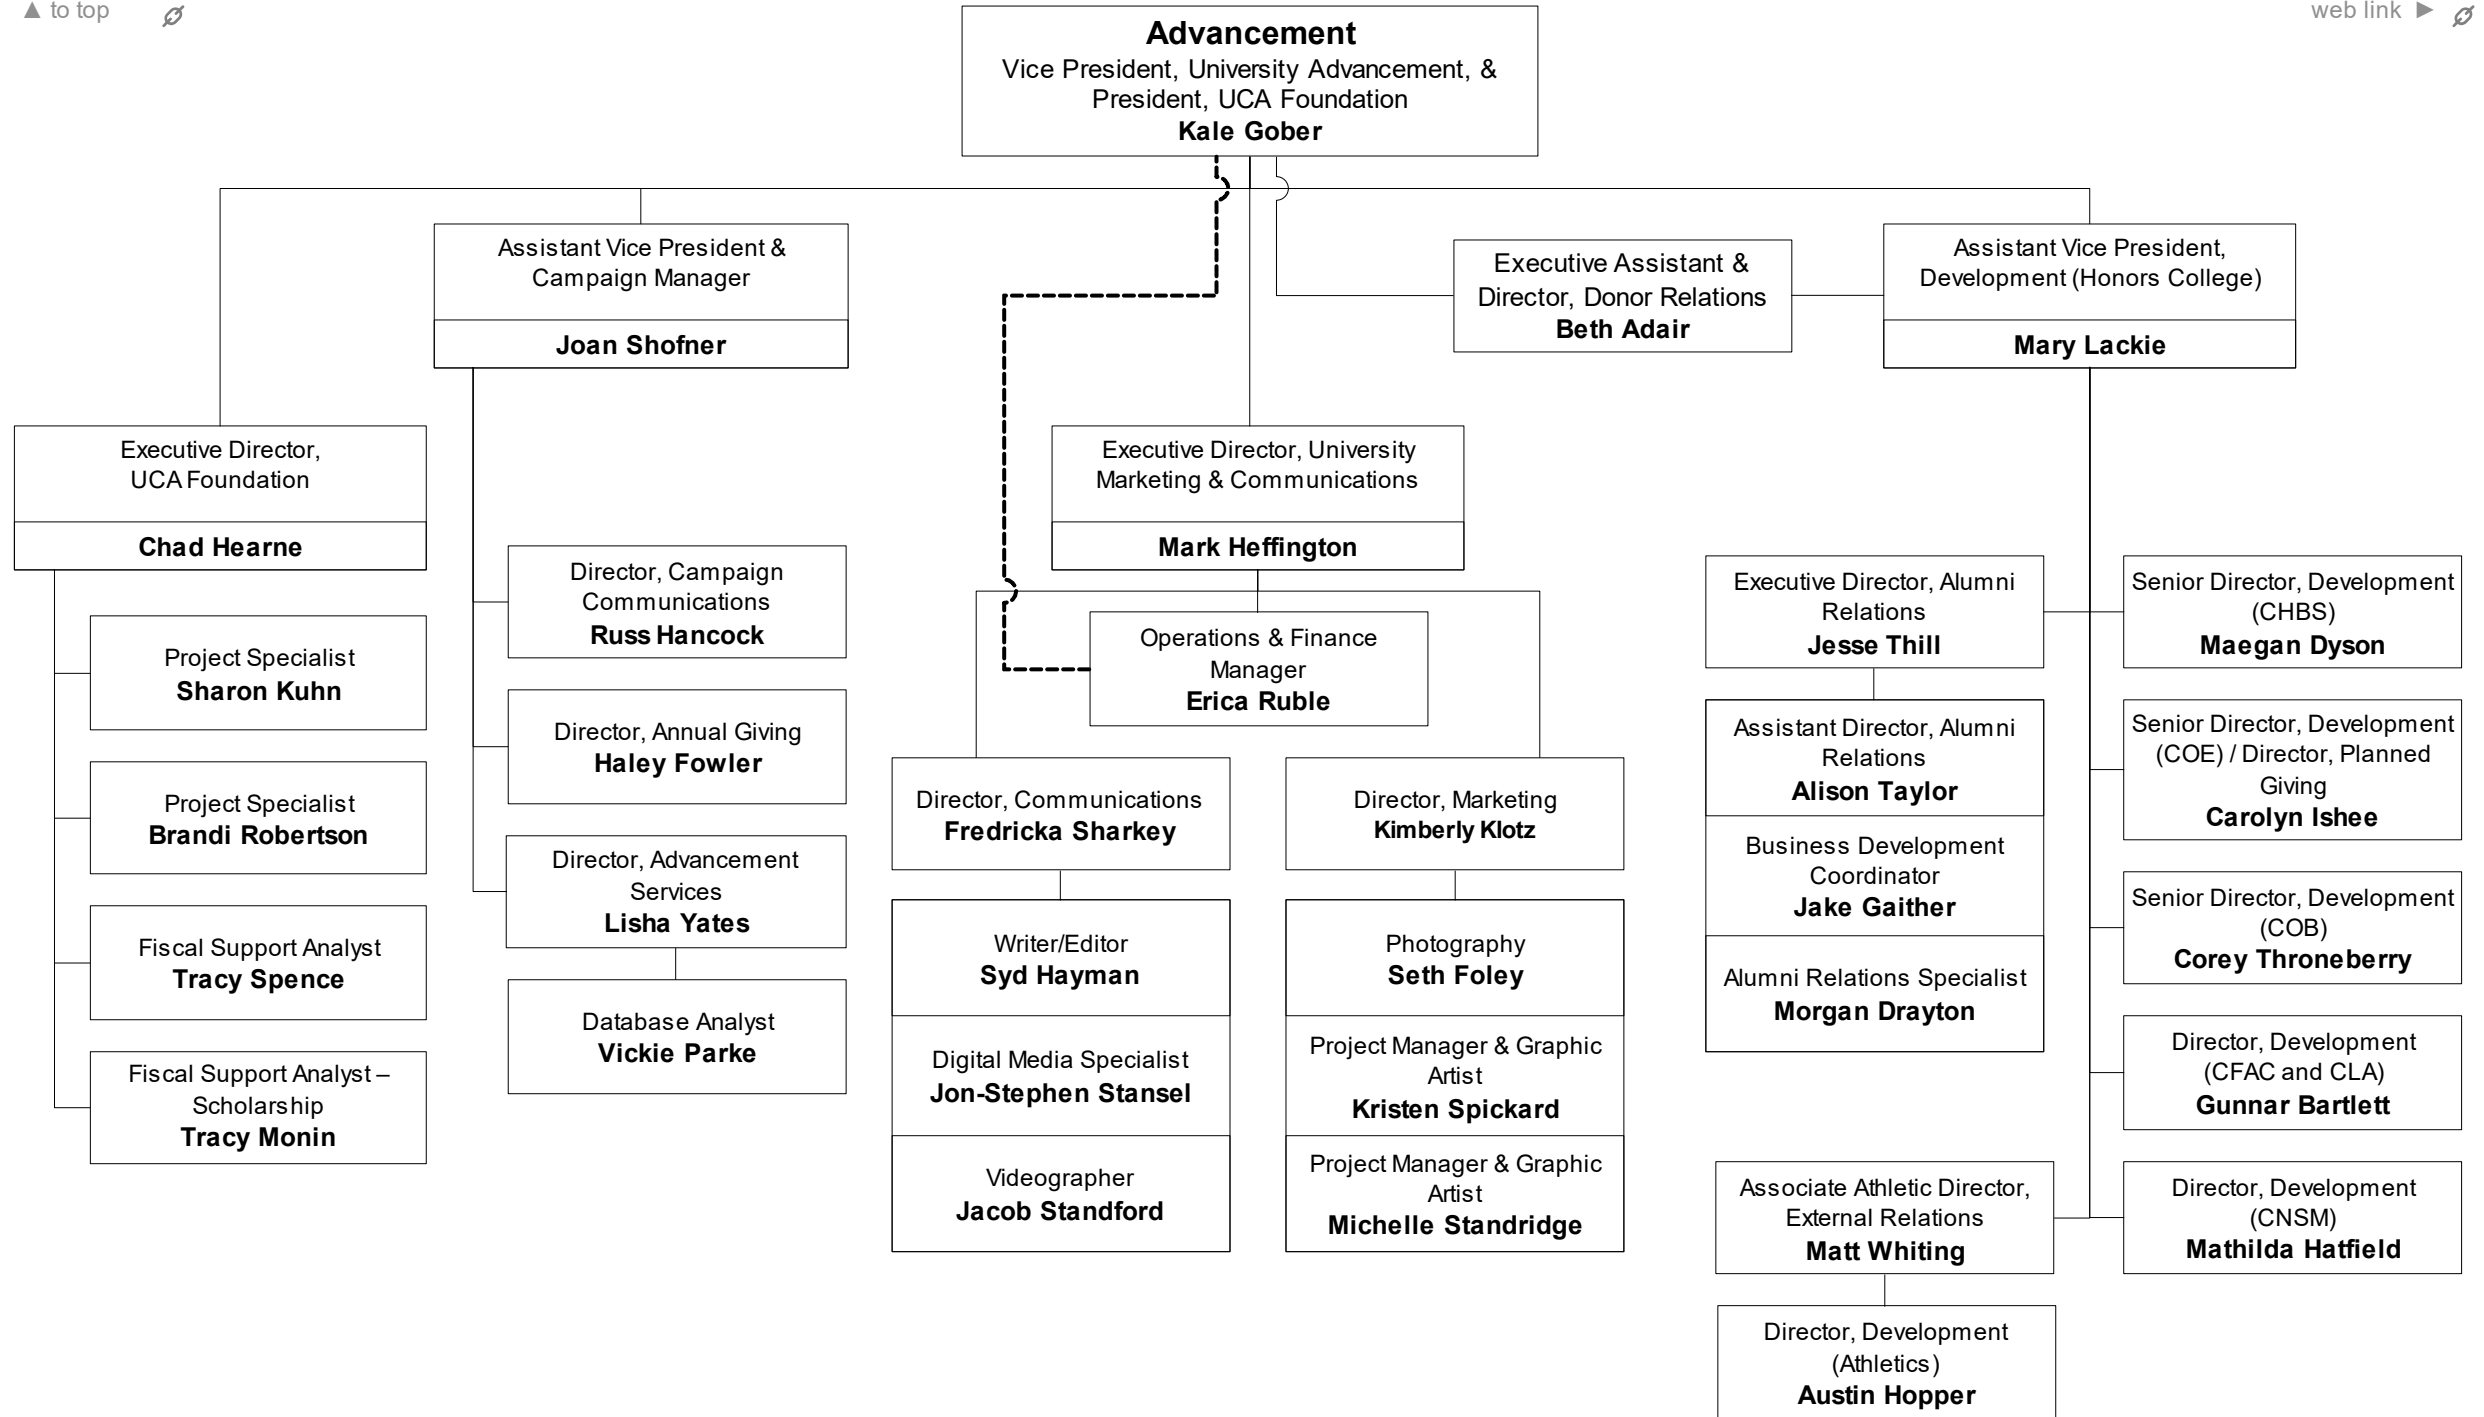 ▲ to top
web link ►
Advancement
Vice President, University Advancement, &
President, UCA Foundation
Kale Gober
Assistant Vice President &
Campaign Manager
Joan Shofner
Executive Assistant &
Director, Donor Relations
Beth Adair
Assistant Vice President,
Development (Honors College)
Mary Lackie
Executive Director,
UCA Foundation
Chad Hearne
Project Specialist
Sharon Kuhn
Project Specialist
Brandi Robertson
Fiscal Support Analyst
Tracy Spence
Fiscal Support Analyst –
Scholarship
Tracy Monin
Director, Campaign
Communications
Russ Hancock
Director, Annual Giving
Haley Fowler
Director, Advancement
Services
Lisha Yates
Database Analyst
Vickie Parke
Executive Director, University
Marketing & Communications
Mark Heffington
Operations & Finance
Manager
Erica Ruble
Director, Communications
Fredricka Sharkey
Writer/Editor
Syd Hayman
Digital Media Specialist
Jon-Stephen Stansel
Videographer
Jacob Standford
Director, Marketing
Kimberly Klotz
Photography
Seth Foley
Project Manager & Graphic
Artist
Kristen Spickard
Project Manager & Graphic
Artist
Michelle Standridge
Executive Director, Alumni
Relations
Jesse Thill
Assistant Director, Alumni
Relations
Alison Taylor
Business Development
Coordinator
Jake Gaither
Alumni Relations Specialist
Morgan Drayton
Associate Athletic Director,
External Relations
Matt Whiting
Director, Development
(Athletics)
Austin Hopper
Senior Director, Development
(CHBS)
Maegan Dyson
Senior Director, Development
(COE) / Director, Planned
Giving
Carolyn Ishee
Senior Director, Development
(COB)
Corey Throneberry
Director, Development
(CFAC and CLA)
Gunnar Bartlett
Director, Development
(CNSM)
Mathilda Hatfield